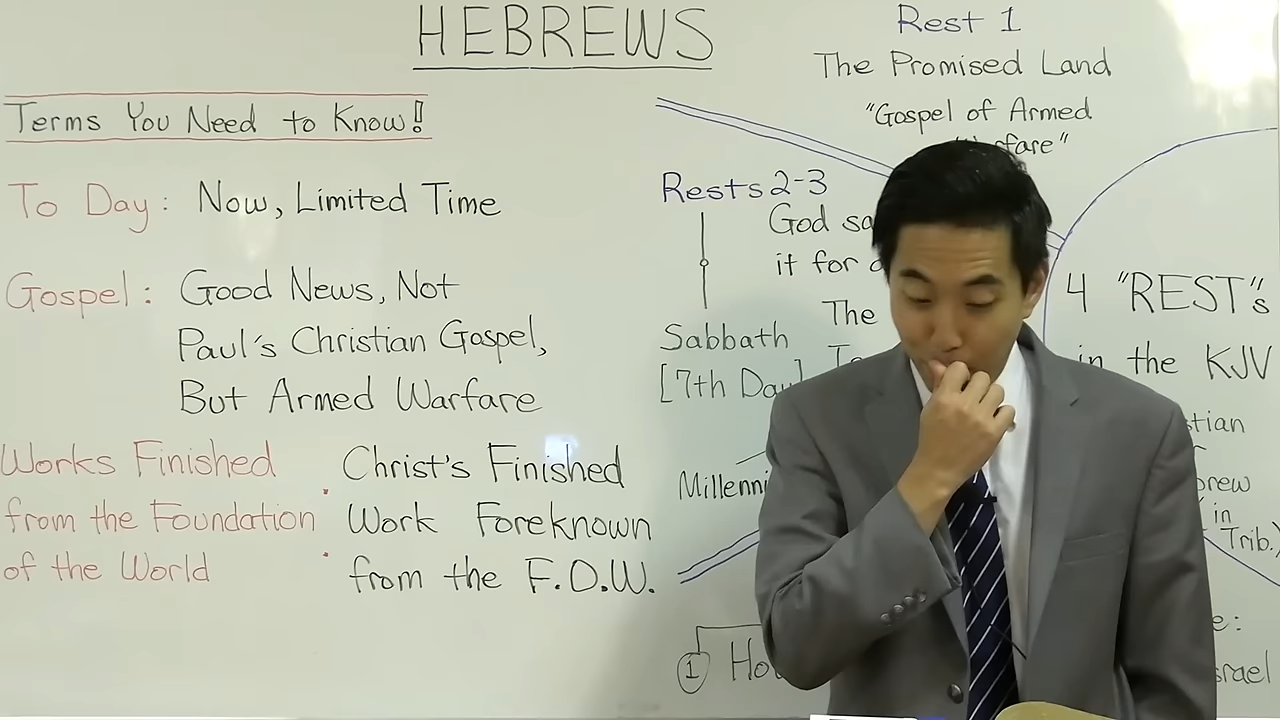 HEBREWS
Terms You Need to Know!
To Day: Now, Limited Time
Gospel: Good News, Not
Paul's Christian Gospel,
But Armed Warfare
Works Finished
from the Foundation
of the World
:
Christ's Finished
Work Foreknown
from the F.O.W.
Rest 1
The Promised Land
"Gospel of Armed
"
Rests 2-3
God
it for
The
Sabbath
[7th
4 "REST"s
in the KJV
in
Trib.)
1